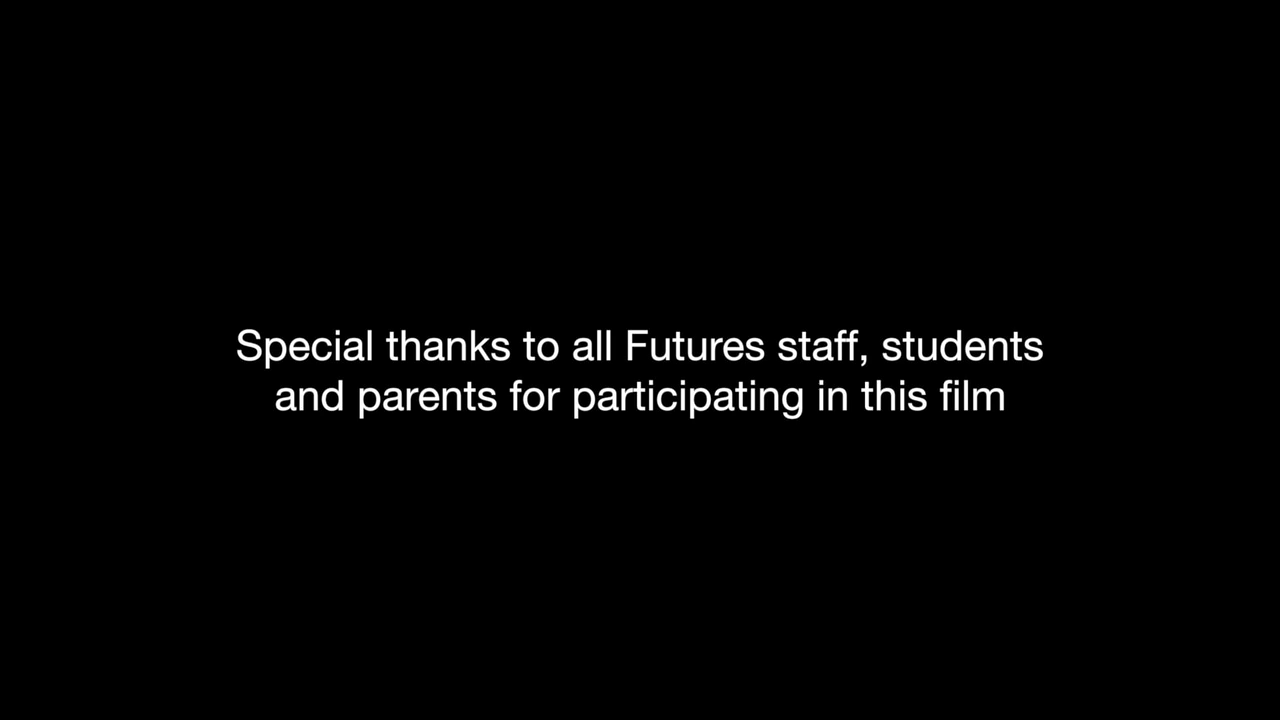 Special thanks to all Futures staff, students
and parents for participating in this film